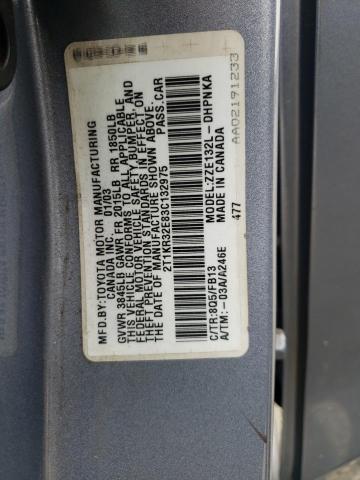 MFD.BY:TOYOTA MOTOR MANUFACTURING
CANADA INC. 01/03
GVWR 3845LB GAWR FR 2015LB RR 1850LB
THIS VEHICLE CONFORMS TO ALL APPLICABLE
FEDERAL MOTOR VEHICLE SAFETY, BUMPER, AND
THEFT PREVENTION STANDARDS IN EFFECT ON
THE DATE OF MANUFACTURE SHOWN ABOVE.
2T1KR32E83C132975 PASS.CAR
C/TR:8Q5/FB13 MODEL:ZZE132L-DHPNKA
A/TM:-03A/A246E MADE IN CANADA
477
AA02191233